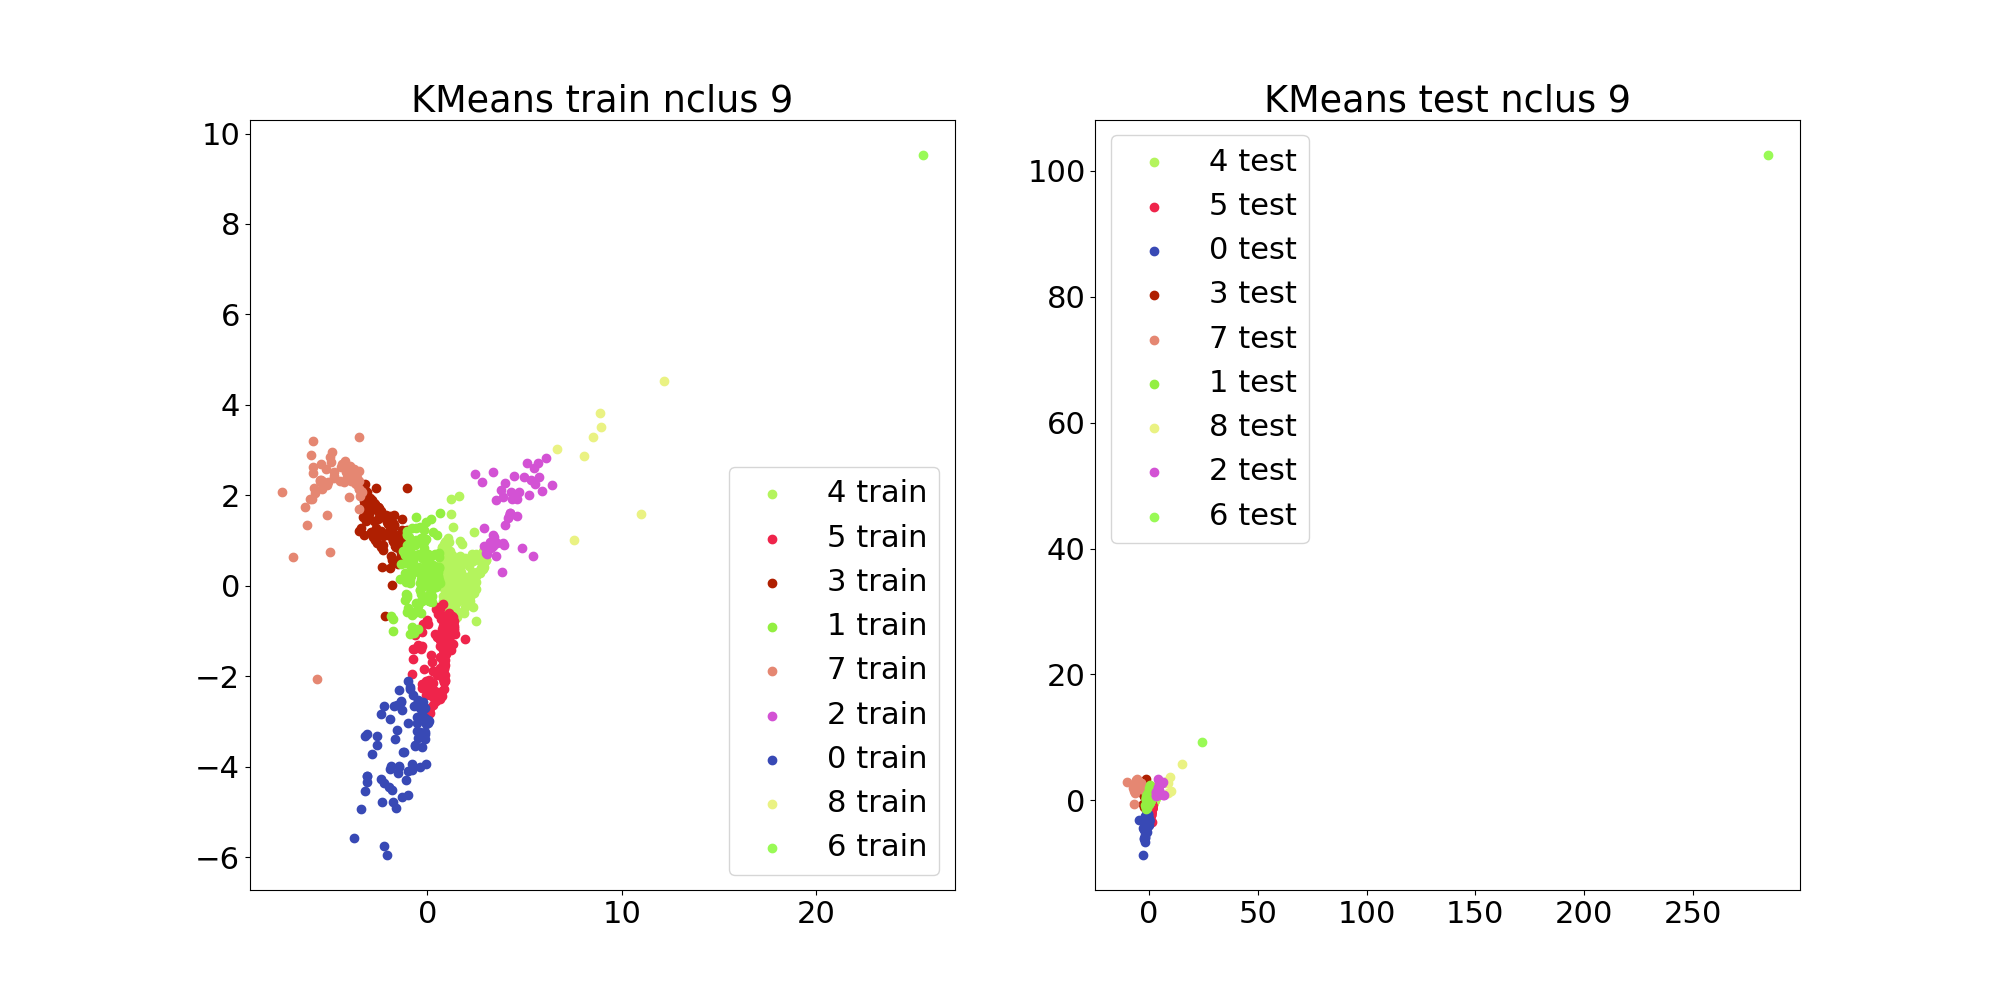 KMeans train nclus 9
10
8
6
4
2
0
−2
−4
−6
0
10
20
4 train
5 train
3 train
1 train
7 train
2 train
0 train
8 train
6 train
KMeans test nclus 9
100
80
60
40
20
0
0
50
100
150
200
250
4 test
5 test
0 test
3 test
7 test
1 test
8 test
2 test
6 test